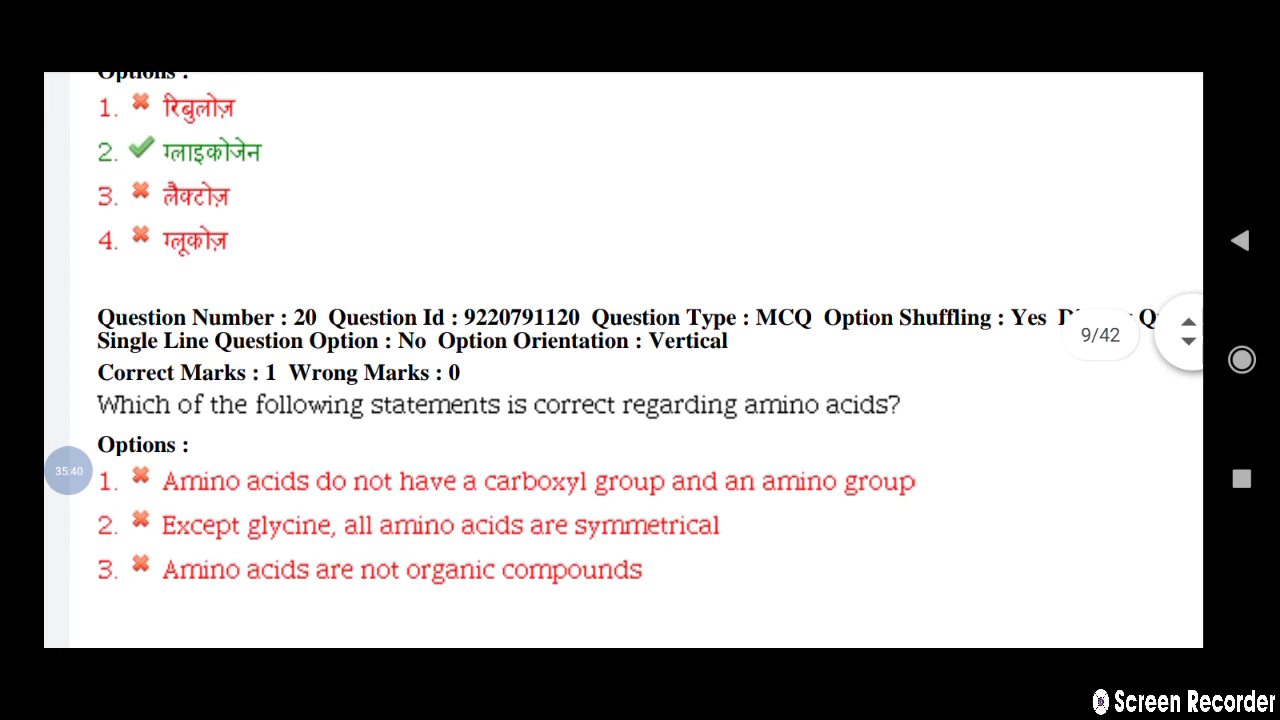 Options :
1. रिबुलोज़
2. ग्लाइकोजेन
3. लैक्टोज़
4. ग्लूकोज़
Question Number : 20 Question Id : 9220791120 Question Type : MCQ Option Shuffling : Yes
9/42
Single Line Question Option : No Option Orientation : Vertical
Correct Marks : 1 Wrong Marks : 0
Which of the following statements is correct regarding amino acids?
Options :
35:40
1. Amino acids do not have a carboxyl group and an amino group
2. Except glycine, all amino acids are symmetrical
3. Amino acids are not organic compounds
Screen Recorder